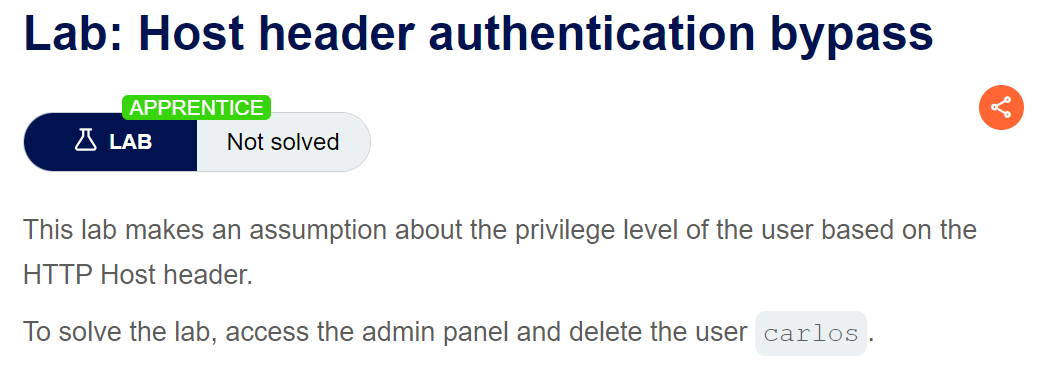 Lab: Host header authentication bypass
APPRENTICE
LAB
Not solved
This lab makes an assumption about the privilege level of the user based on the
HTTP Host header.
To solve the lab, access the admin panel and delete the user carlos.